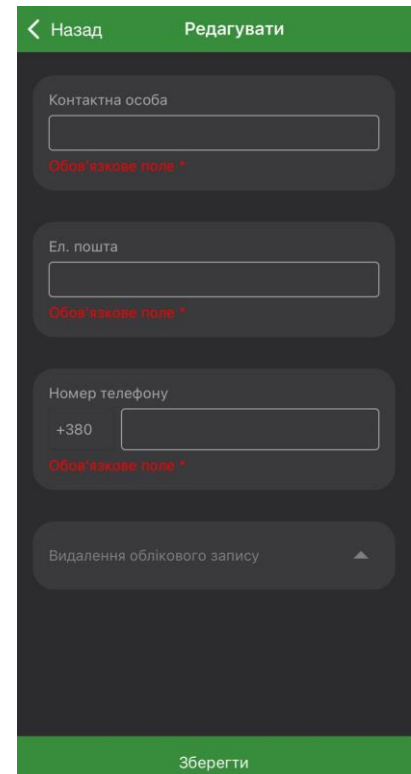 Назад Редагувати
Контактна особа
Обов'язкове поле *
Ел. пошта
Обов'язкове поле *
Номер телефону
+380
Обов'язкове поле *
Видалення облікового запису
Зберегти